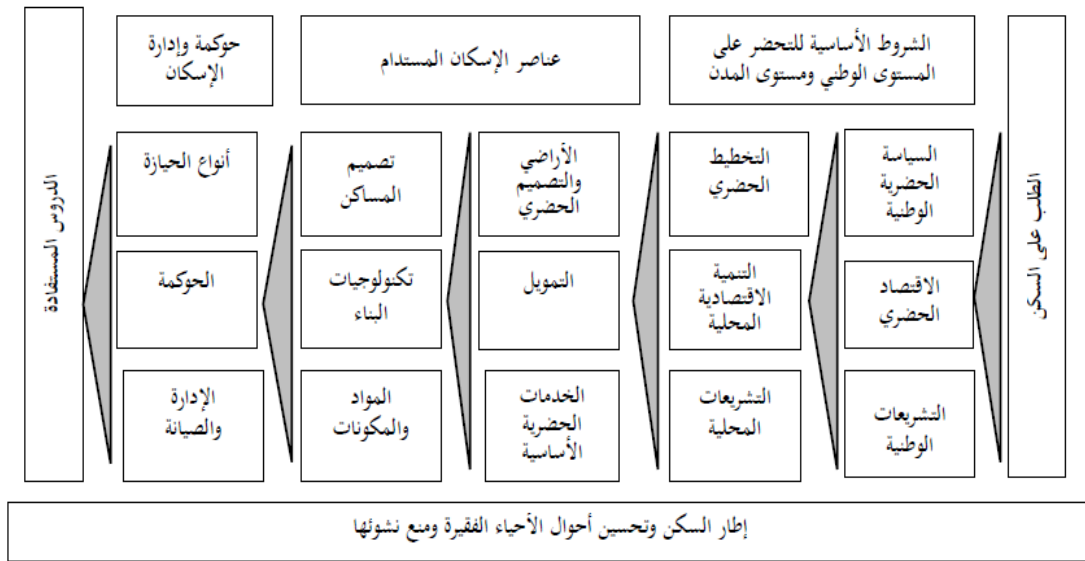 الشروط الأساسية للتحضر على
المستوى الوطني ومستوى المدن
عناصر الإسكان المستدام
حوكمة وإدارة
الإسكان
الطلب على السكن
السياسة
الحضرية
الوطنية
التخطيط
الحضري
الأراضي
والتصميم
الحضري
تصميم
المساكن
أنواع الحيازة
الاقتصاد
الحضري
التنمية
الاقتصادية
المحلية
التمويل
تكنولوجيات
البناء
الحوكمة
التشريعات
الوطنية
التشريعات
المحلية
الخدمات
الحضرية
الأساسية
المواد
والمكونات
الإدارة
والصيانة
الدروس المستفادة
إطار السكن وتحسين أحوال الأحياء الفقيرة ومنع نشوئها